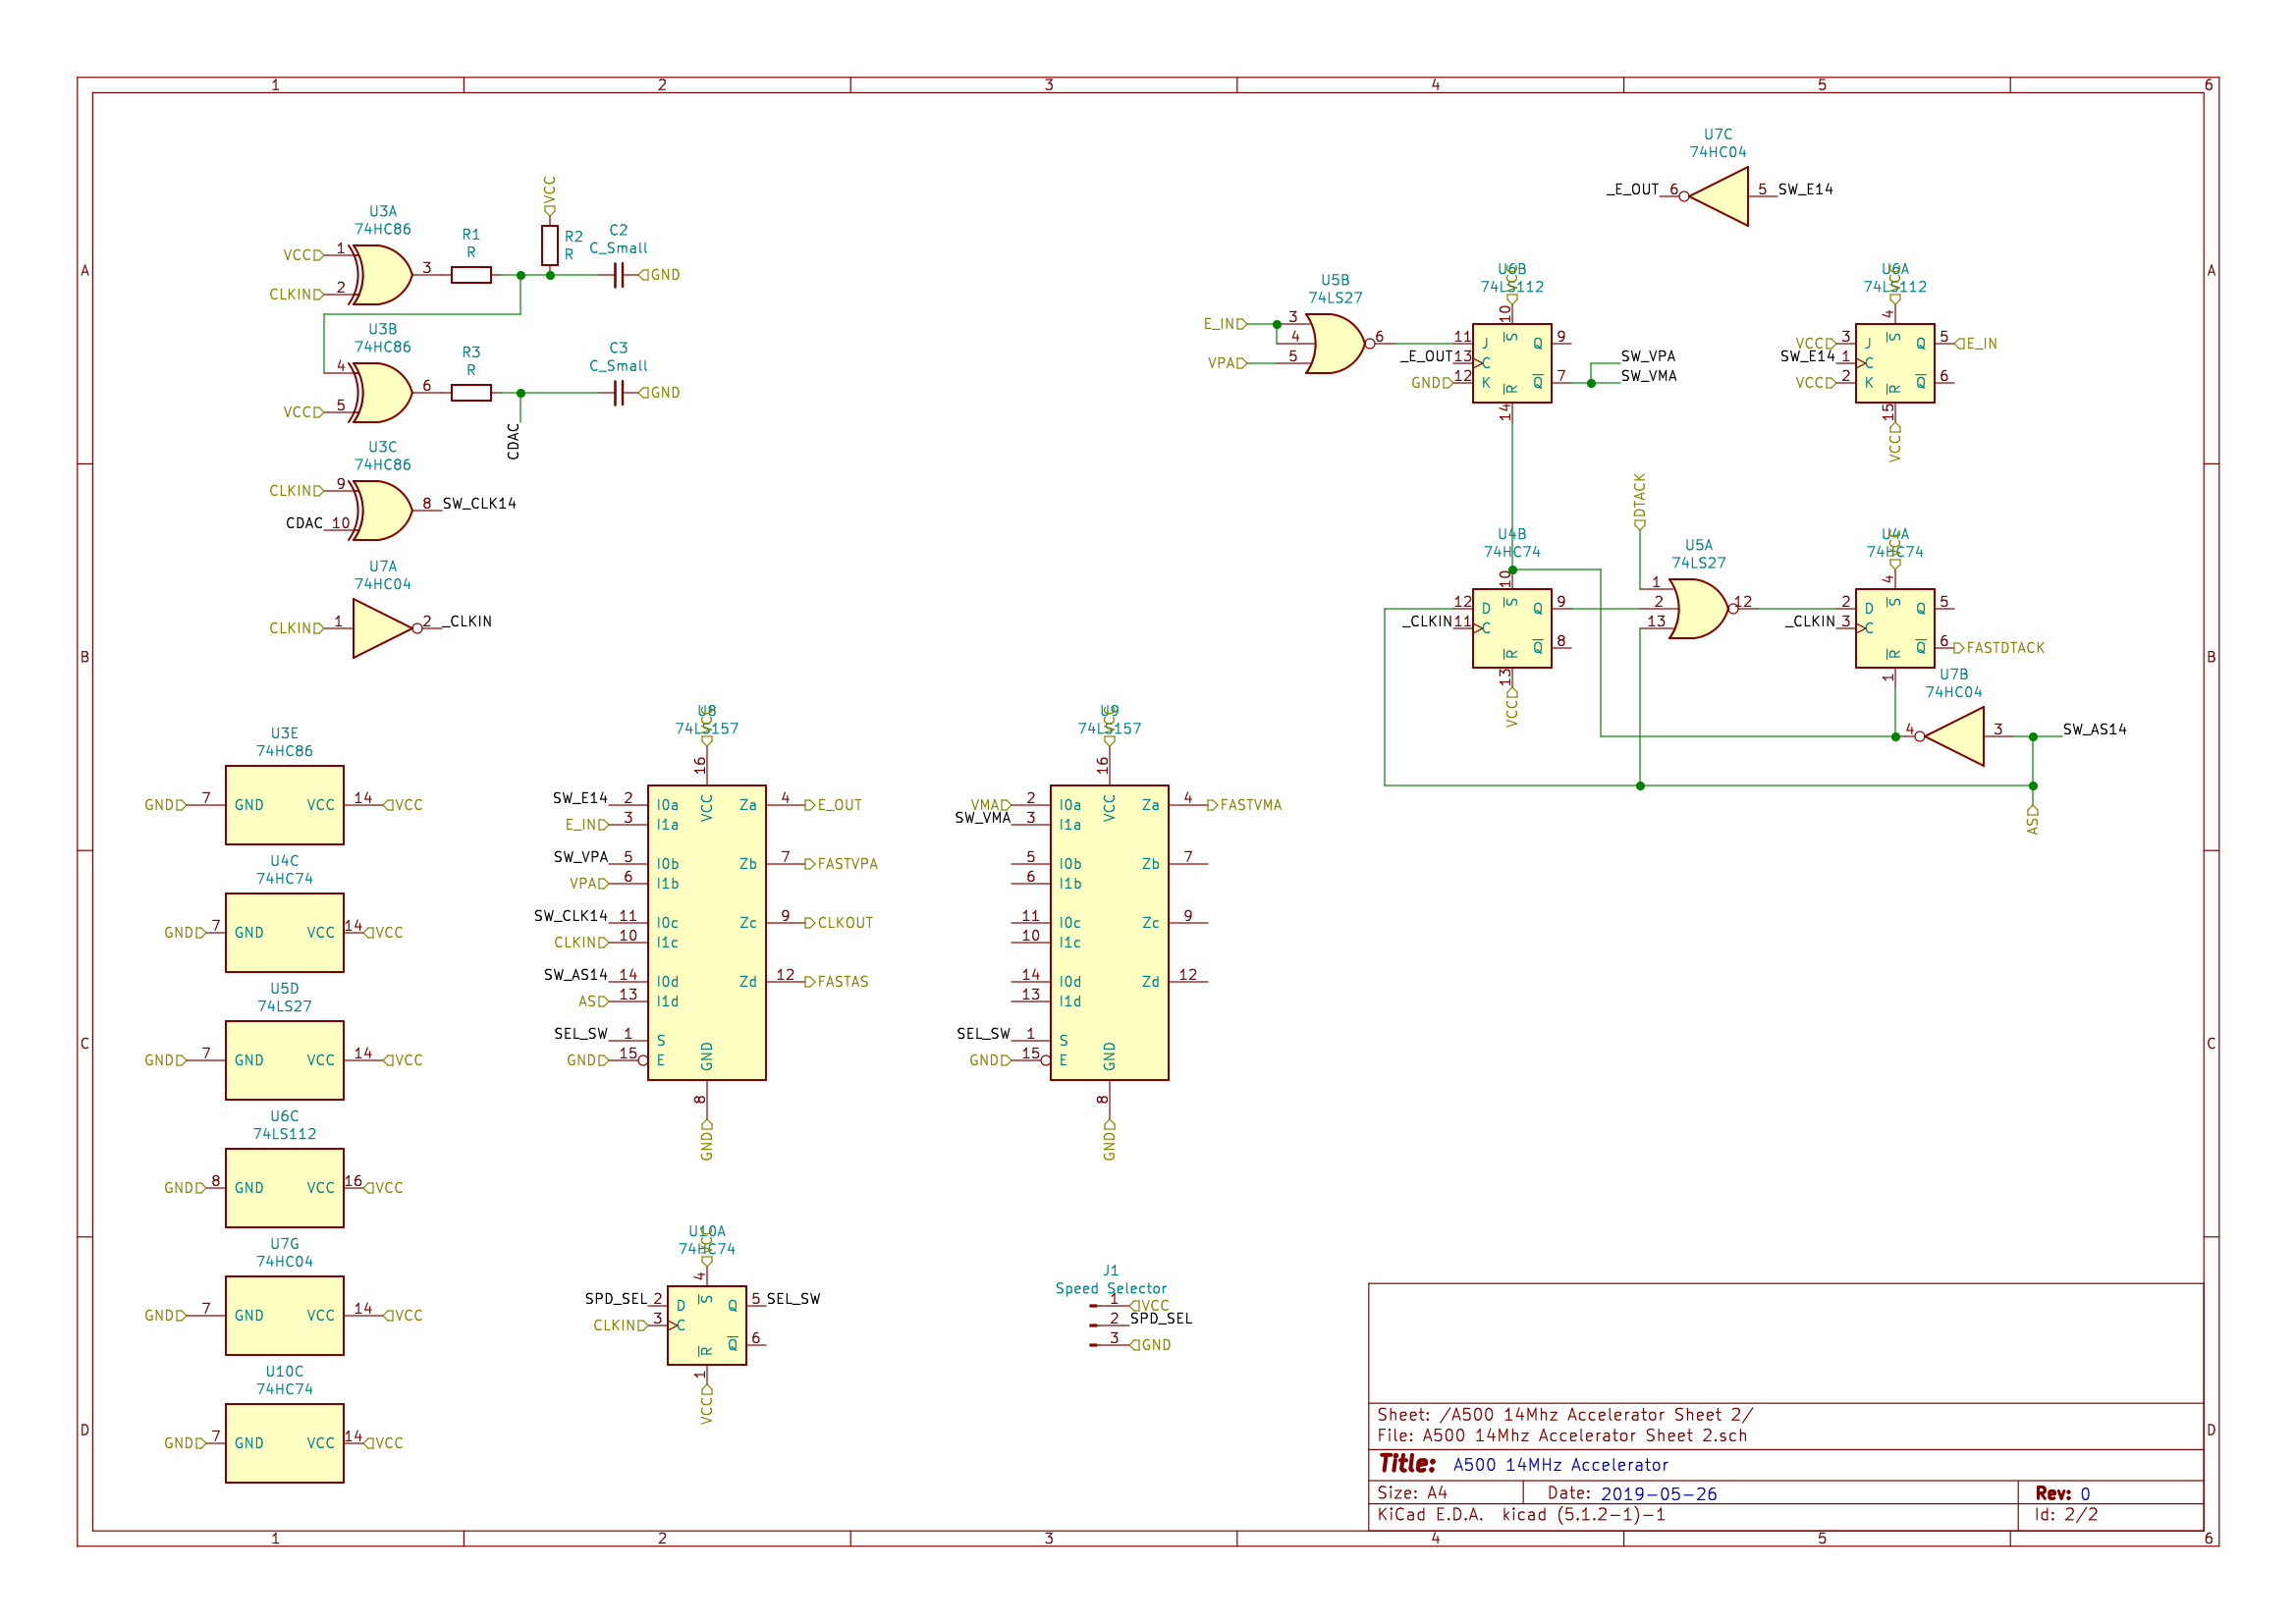 1 2 3 4 5 6
A
B
C
D
U3A
74HC86
VCC 1
CLKIN 2
3
R1
R
VCC
R2
R
C2
C_Small
GND
U3B
74HC86
4
VCC 5
6
R3
R
C3
C_Small
GND
CDAC
U3C
74HC86
CLKIN 9
CDAC 10
8 SW_CLK14
U7A
74HC04
CLKIN 1
2 _CLKIN
U3E
74HC86
GND 7 GND VCC 14 VCC
U4C
74HC74
GND 7 GND VCC 14 VCC
U5D
74LS27
GND 7 GND VCC 14 VCC
U6C
74LS112
GND 8 GND VCC 16 VCC
U7G
74HC04
GND 7 GND VCC 14 VCC
U10C
74HC74
GND 7 GND VCC 14 VCC
U8
74LS157
VCC
16
VCC
SW_E14 2 I0a Za 4 E_OUT
E_IN 3 I1a
SW_VPA 5 I0b Zb 7 FASTVPA
VPA 6 I1b
SW_CLK14 11 I0c Zc 9 CLKOUT
CLKIN 10 I1c
SW_AS14 14 I0d Zd 12 FASTAS
AS 13 I1d
SEL_SW 1 S
GND 15 E
GND
8
GND
U9
74LS157
VCC
16
VCC
VMA 2 I0a Za 4 FASTVMA
SW_VMA 3 I1a
5 I0b Zb 7
6 I1b
11 I0c Zc 9
10 I1c
14 I0d Zd 12
13 I1d
SEL_SW 1 S
GND 15 E
GND
8
GND
U10A
74HC74
VCC
4
S
SPD_SEL 2 D Q 5 SEL_SW
CLKIN 3 C
Q 6
R
1
VCC
J1
Speed Selector
1 VCC
2 SPD_SEL
3 GND
U7C
74HC04
_E_OUT 6 5 SW_E14
U5B
74LS27
E_IN 3
4
VPA 5
6
U6B
74LS112
VCC
10
S
11 J Q 9
_E_OUT 13 C
GND 12 K Q 7
R
14
SW_VPA
SW_VMA
U6A
74LS112
VCC
4
S
VCC 3 J Q 5 E_IN
SW_E14 1 C
VCC 2 K Q 6
R
15
VCC
U4B
74HC74
10
S
12 D Q 9
_CLKIN 11 C
Q 8
R
13
VCC
DTACK
U5A
74LS27
1
2
13
12
U4A
74HC74
VCC
4
S
2 D Q 5
_CLKIN 3 C
Q 6 FASTDTACK
R
1
U7B
74HC04
4 3
SW_AS14
AS
Sheet: /A500 14Mhz Accelerator Sheet 2/
File: A500 14Mhz Accelerator Sheet 2.sch
Title: A500 14MHz Accelerator
Size: A4 Date: 2019-05-26 Rev: 0
KiCad E.D.A. kicad (5.1.2-1)-1 Id: 2/2
A
B
C
D
1 2 3 4 5 6